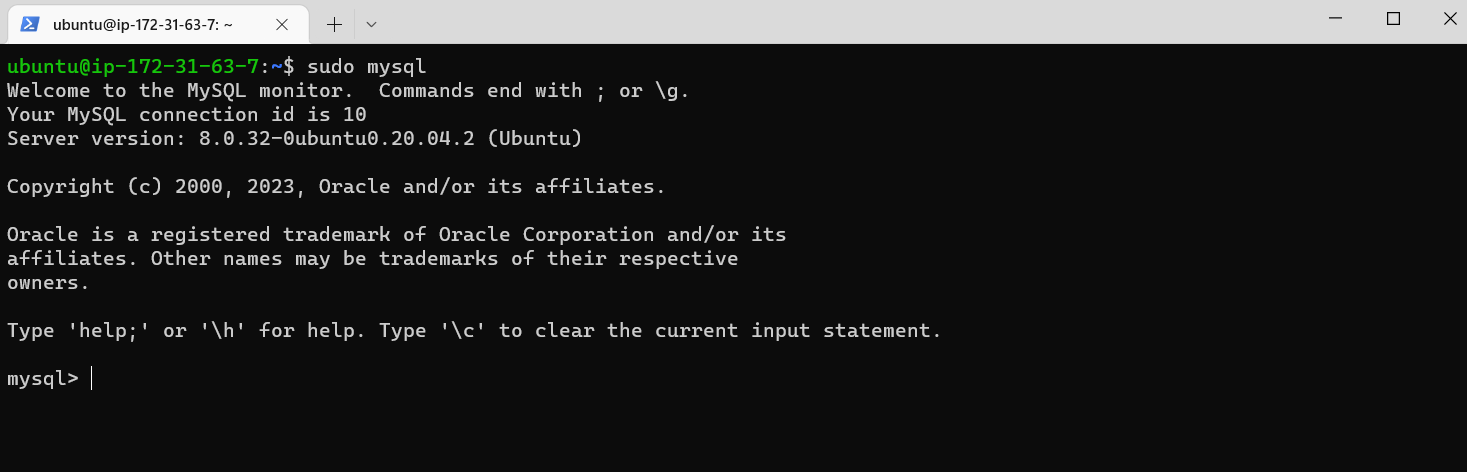 ubuntu@ip-172-31-63-7: ~
ubuntu@ip-172-31-63-7:~$ sudo mysql
Welcome to the MySQL monitor.  Commands end with ; or \g.
Your MySQL connection id is 10
Server version: 8.0.32-0ubuntu0.20.04.2 (Ubuntu)
Copyright (c) 2000, 2023, Oracle and/or its affiliates.
Oracle is a registered trademark of Oracle Corporation and/or its
affiliates. Other names may be trademarks of their respective
owners.
Type 'help;' or '\h' for help. Type '\c' to clear the current input statement.
mysql>